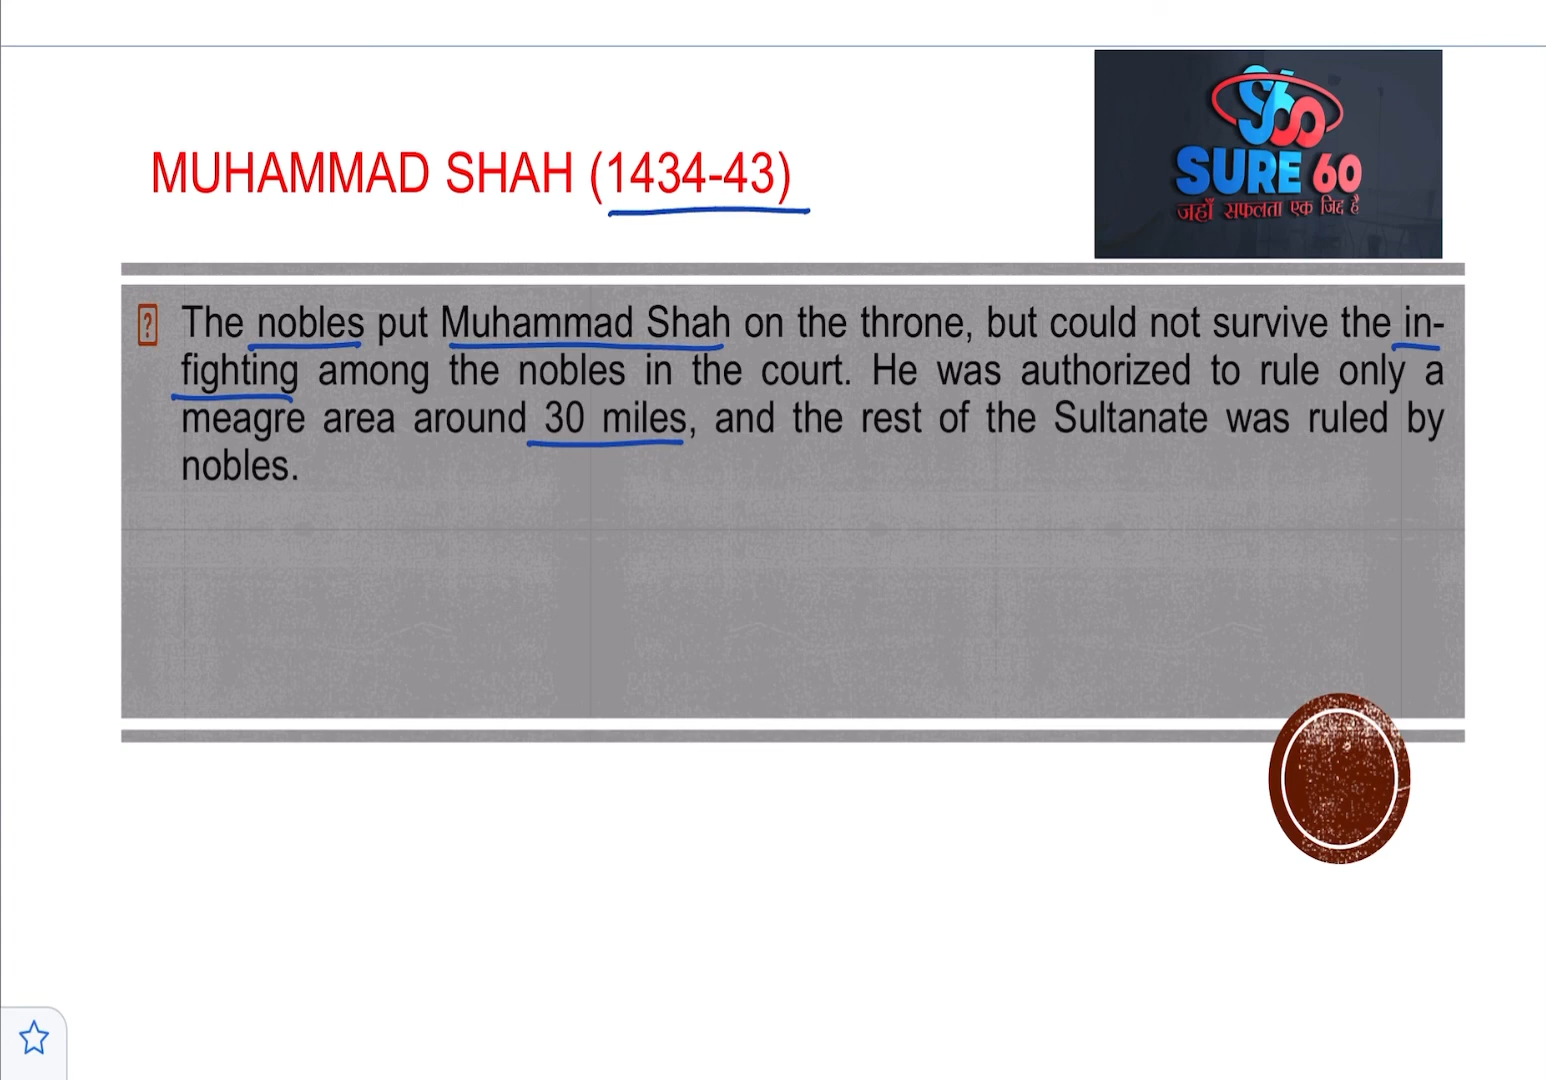 S60
SURE 60
जहाँ सफलता एक जिद्द है
MUHAMMAD SHAH (1434-43)
The nobles put Muhammad Shah on the throne, but could not survive the in-
fighting among the nobles in the court. He was authorized to rule only a
meagre area around 30 miles, and the rest of the Sultanate was ruled by
nobles.